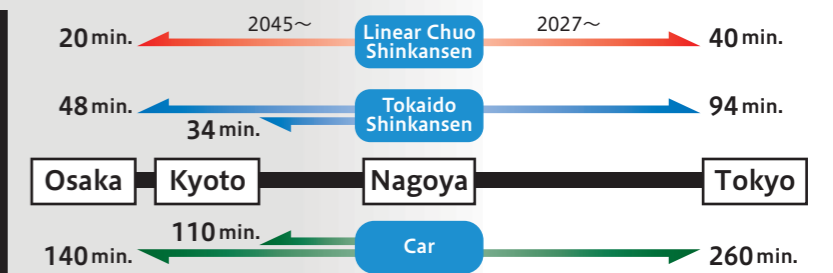 20 min.
2045～
Linear Chuo
Shinkansen
2027～
40 min.
48 min.
34 min.
Tokaido
Shinkansen
94 min.
Osaka
Kyoto
Nagoya
Tokyo
110 min.
140 min.
Car
260 min.